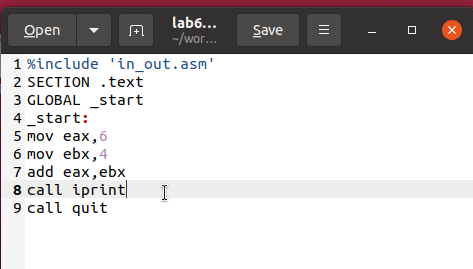 Open
lab6...
~/wor...
Save
1 %include 'in_out.asm'
2 SECTION .text
3 GLOBAL _start
4 _start:
5 mov eax,6
6 mov ebx,4
7 add eax,ebx
8 call iprint
9 call quit